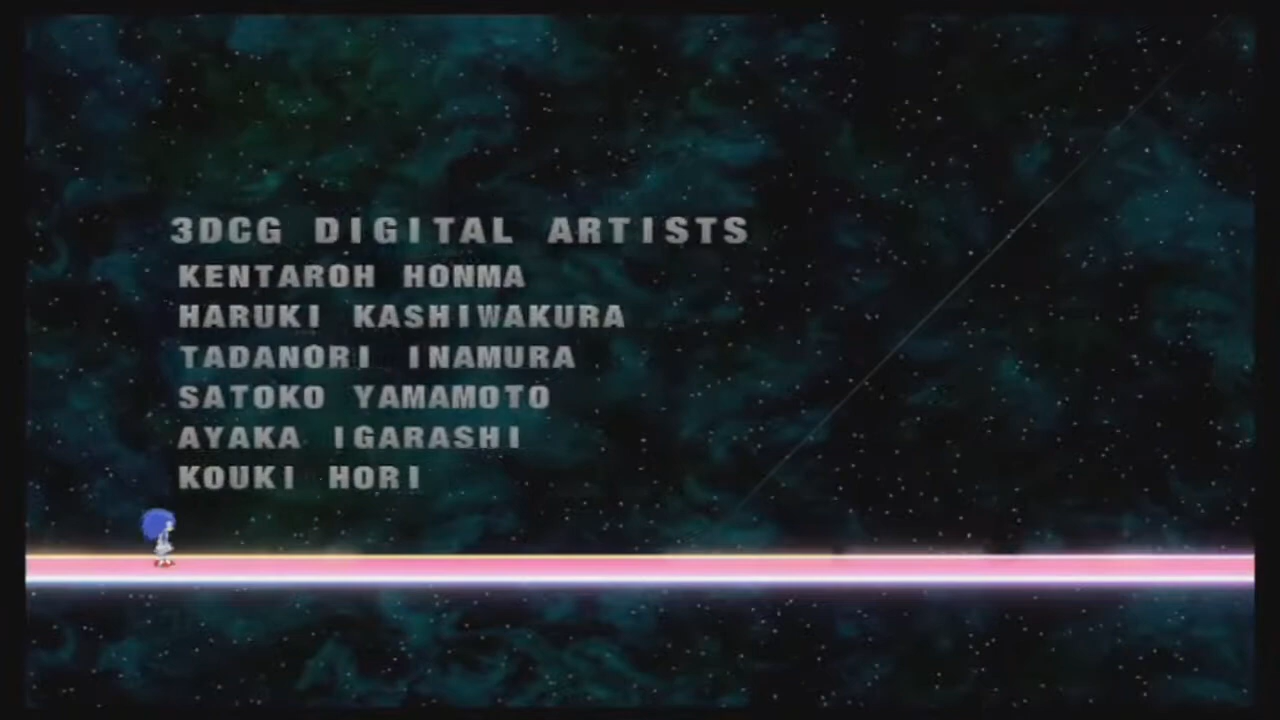 3DCG DIGITAL ARTISTS
KENTAROH HONMA
HARUKI KASHIWAKURA
TADANORI INAMURA
SATOKO YAMAMOTO
AYAKA IGARASHI
KOUKI HORI